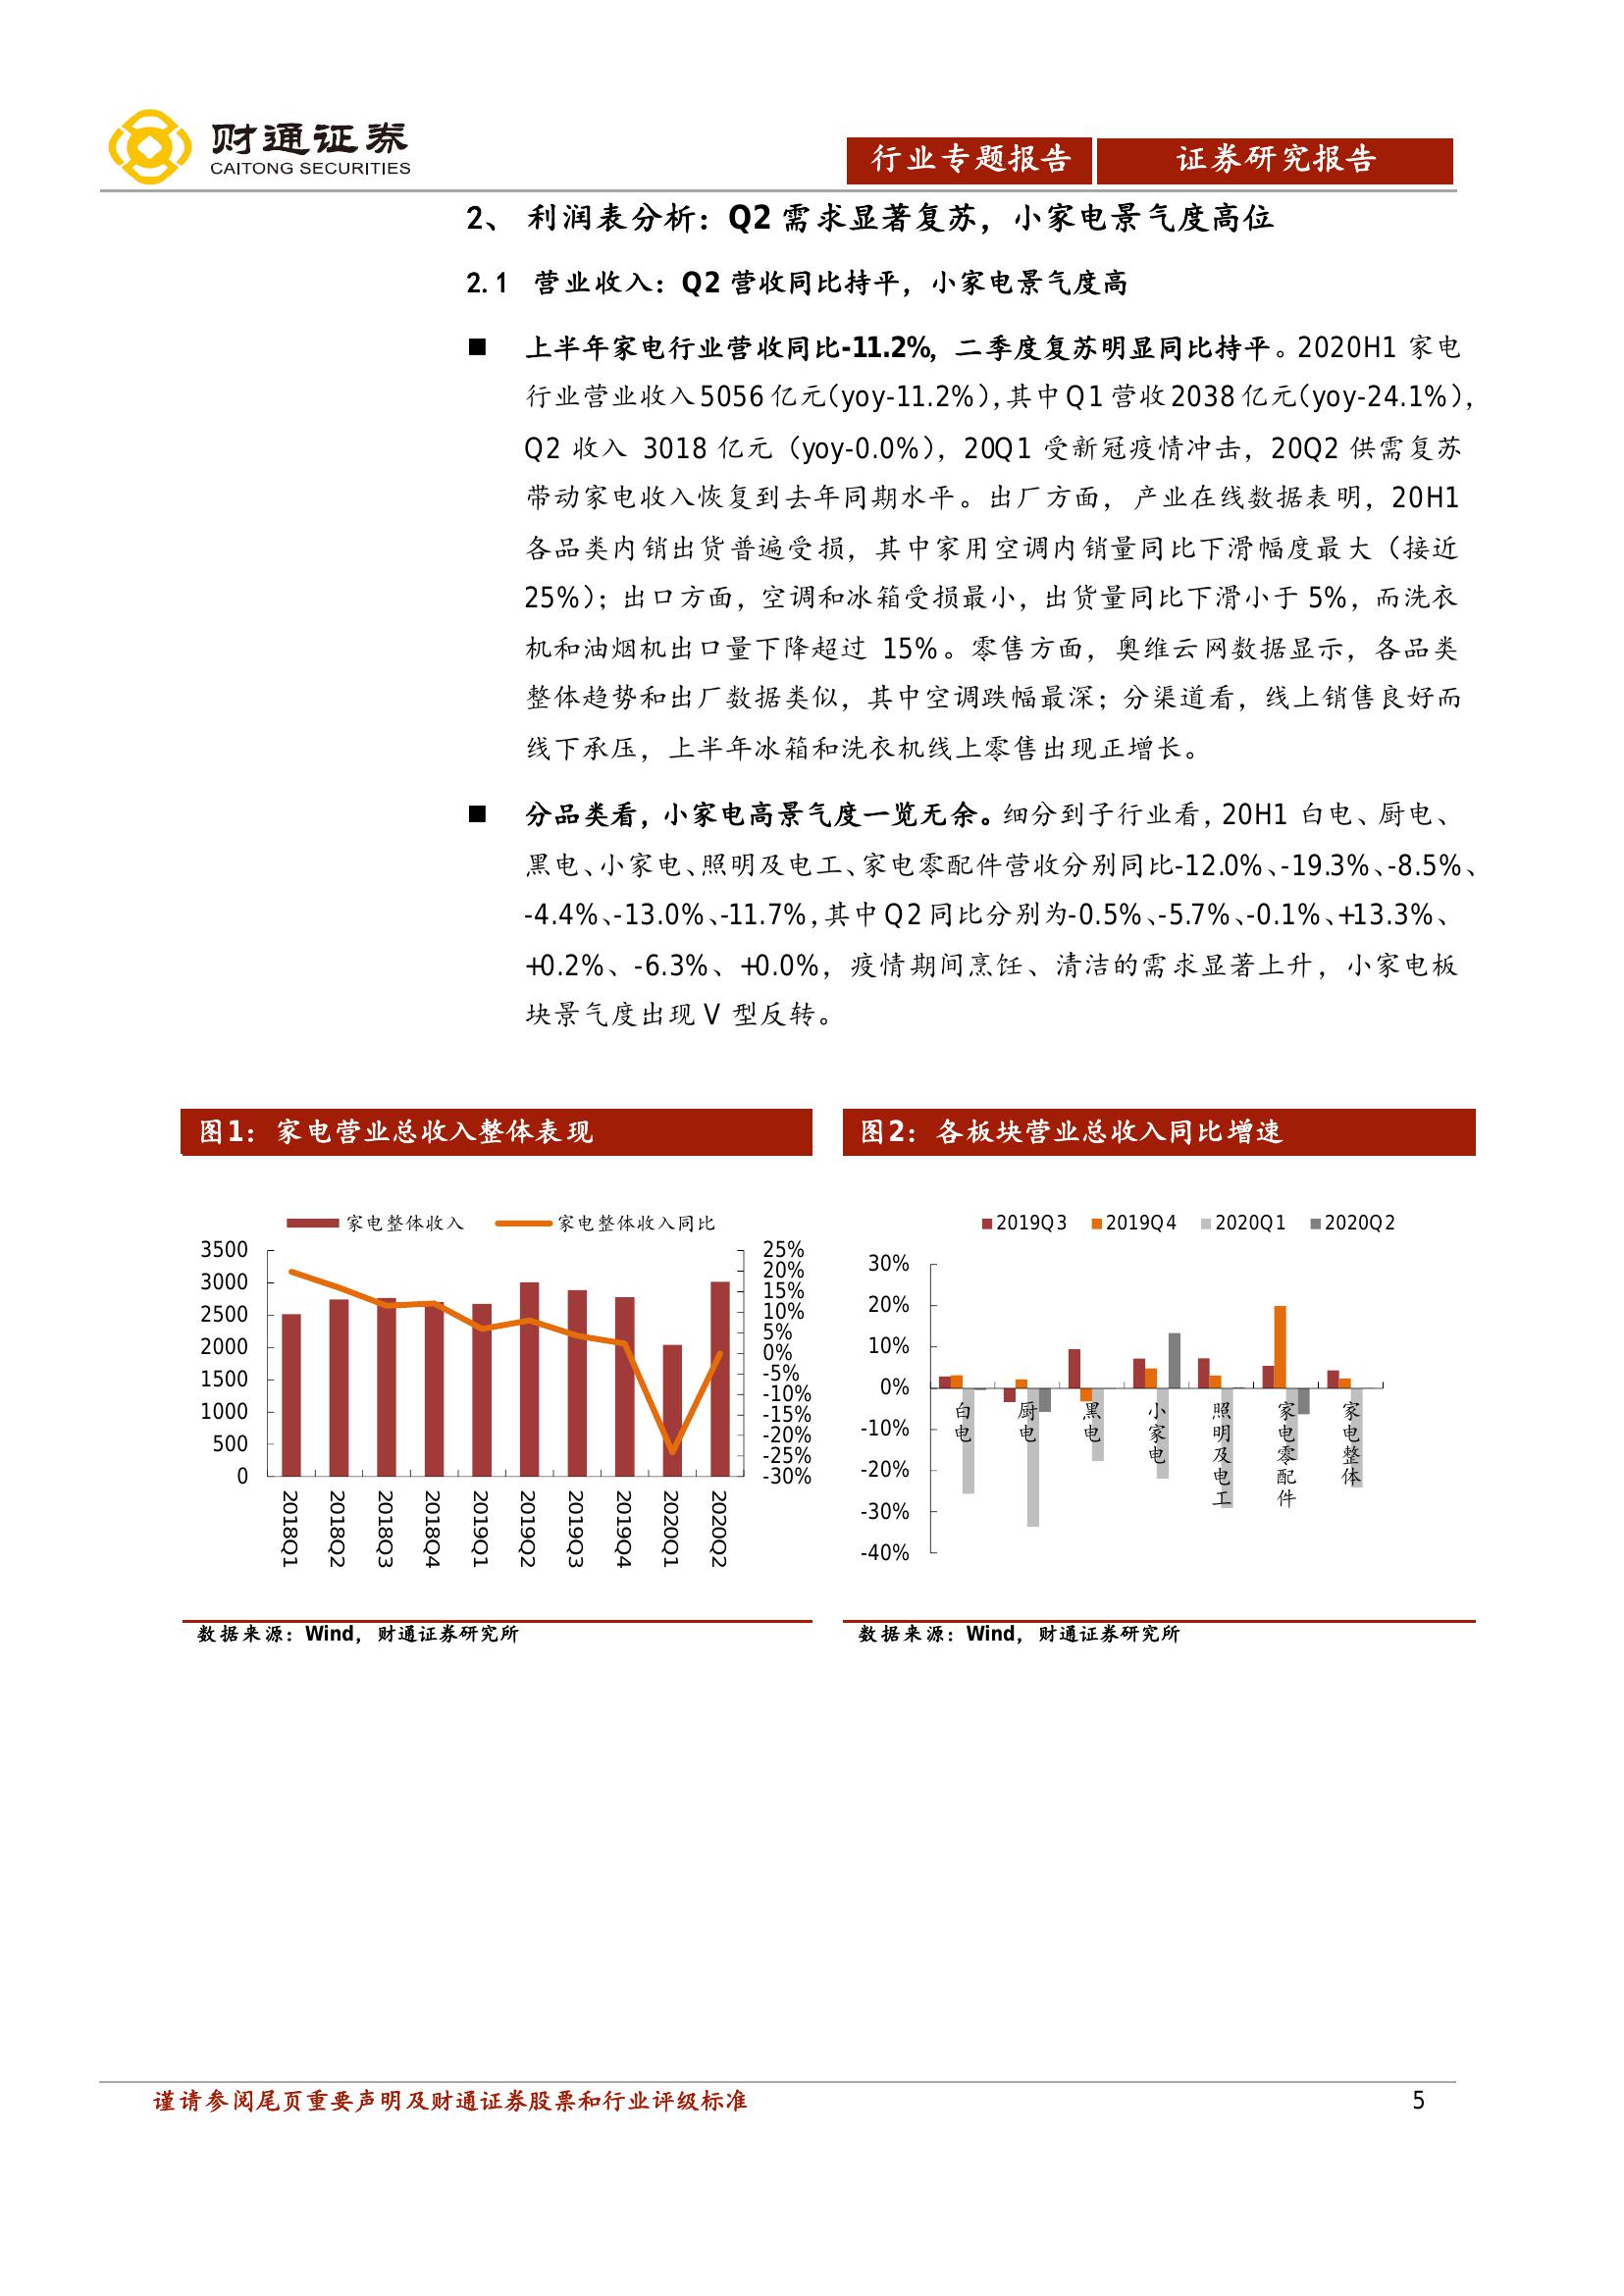 财通证券
CAITONG SECURITIES
行业专题报告 证券研究报告
2、 利润表分析：Q2 需求显著复苏，小家电景气度高位
2.1 营业收入：Q2 营收同比持平，小家电景气度高
■ 上半年家电行业营收同比-11.2%，二季度复苏明显同比持平。2020H1 家电
行业营业收入 5056 亿元（yoy-11.2%），其中 Q1 营收 2038 亿元（yoy-24.1%），
Q2 收入 3018 亿元（yoy-0.0%），20Q1 受新冠疫情冲击，20Q2 供需复苏
带动家电收入恢复到去年同期水平。出厂方面，产业在线数据表明，20H1
各品类内销出货普遍受损，其中家用空调内销量同比下滑幅度最大（接近
25%）；出口方面，空调和冰箱受损最小，出货量同比下滑小于 5%，而洗衣
机和油烟机出口量下降超过 15%。零售方面，奥维云网数据显示，各品类
整体趋势和出厂数据类似，其中空调跌幅最深；分渠道看，线上销售良好而
线下承压，上半年冰箱和洗衣机线上零售出现正增长。
■ 分品类看，小家电高景气度一览无余。细分到子行业看，20H1 白电、厨电、
黑电、小家电、照明及电工、家电零配件营收分别同比-12.0%、-19.3%、-8.5%、
-4.4%、-13.0%、-11.7%，其中 Q2 同比分别为-0.5%、-5.7%、-0.1%、+13.3%、
+0.2%、-6.3%、+0.0%，疫情期间烹饪、清洁的需求显著上升，小家电板
块景气度出现 V 型反转。
图1：家电营业总收入整体表现
家电整体收入 家电整体收入同比
3500
3000
2500
2000
1500
1000
500
0
25%
20%
15%
10%
5%
0%
-5%
-10%
-15%
-20%
-25%
-30%
2018Q1
2018Q2
2018Q3
2018Q4
2019Q1
2019Q2
2019Q3
2019Q4
2020Q1
2020Q2
数据来源：Wind，财通证券研究所
图2：各板块营业总收入同比增速
2019Q3 2019Q4 2020Q1 2020Q2
30%
20%
10%
0%
-10%
-20%
-30%
-40%
白电
厨电
黑电
小家电
照明及电工
家电零配件
家电整体
数据来源：Wind，财通证券研究所
谨请参阅尾页重要声明及财通证券股票和行业评级标准 5